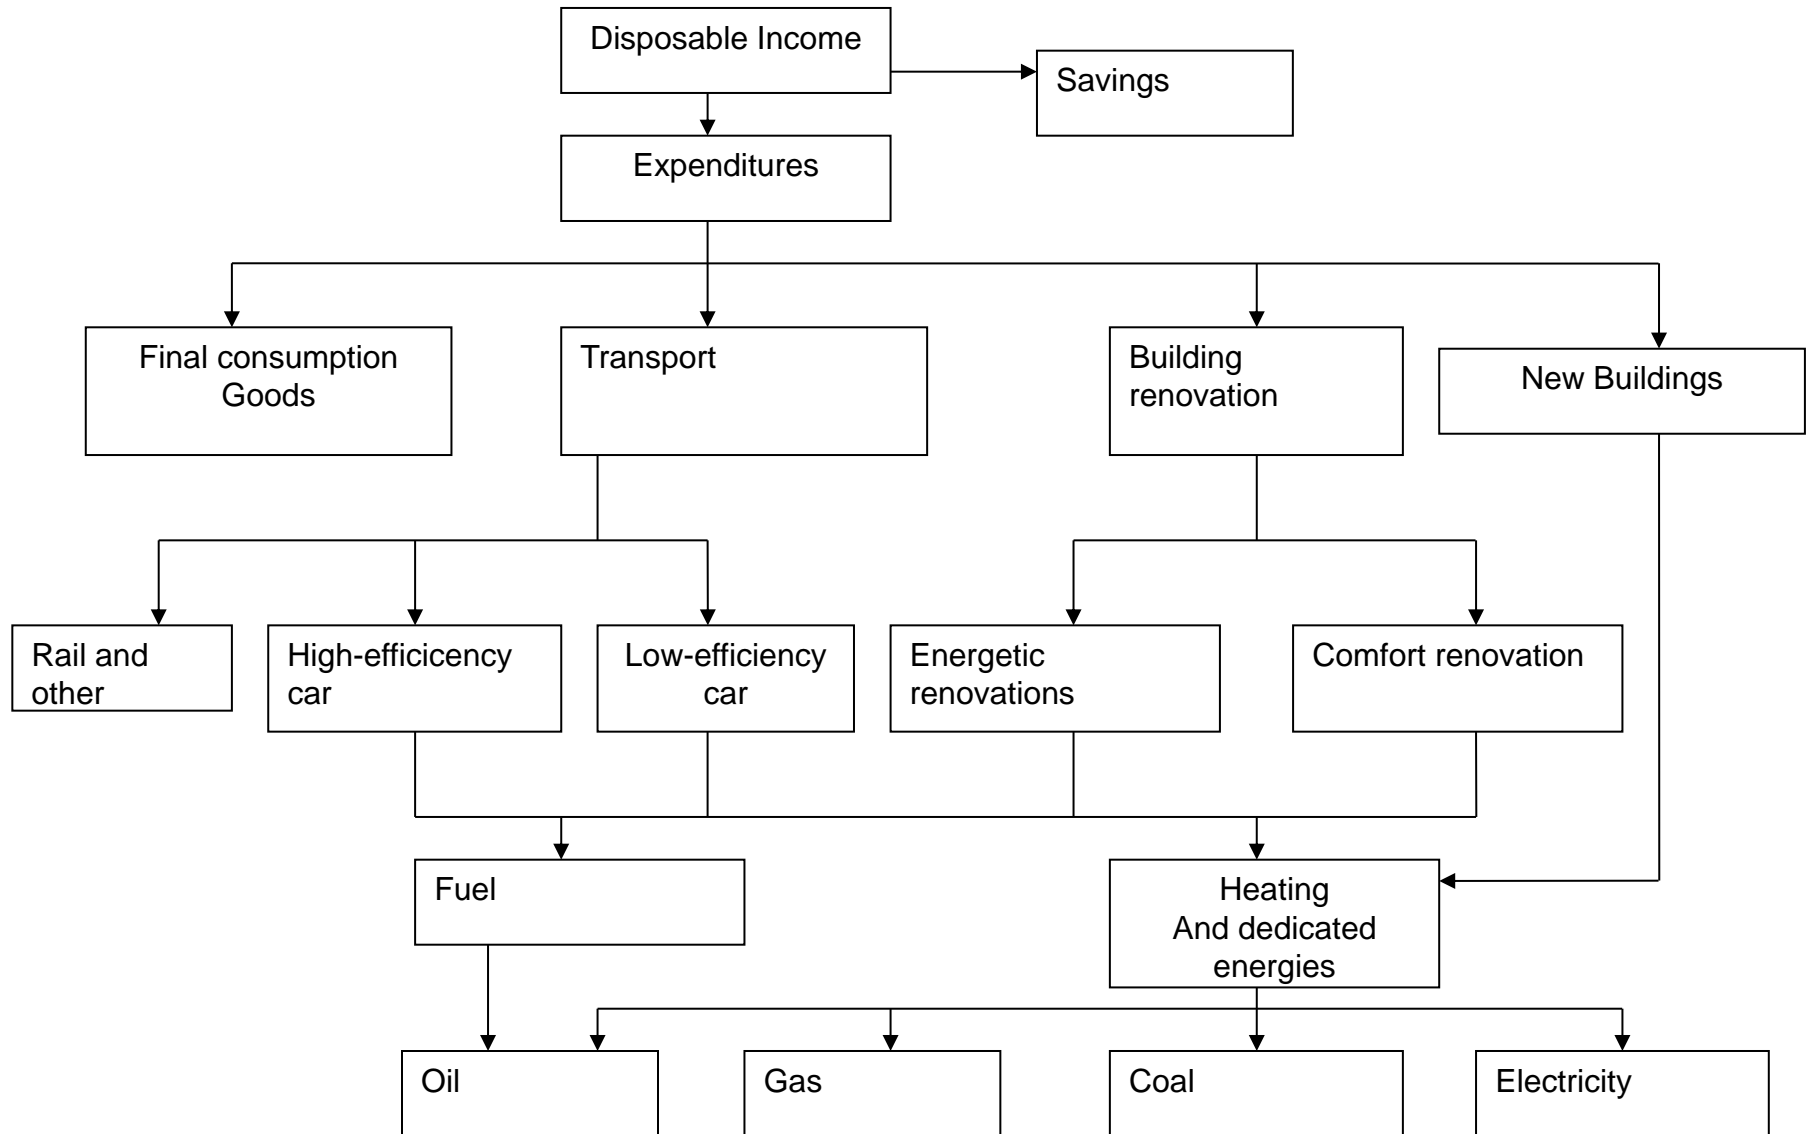 Disposable Income
Savings
Expenditures
Final consumption
Goods
Transport
Building
renovation
New Buildings
Rail and
other
High-efficicency
car
Low-efficiency
car
Energetic
renovations
Comfort renovation
Fuel
Heating
And dedicated
energies
Oil
Gas
Coal
Electricity